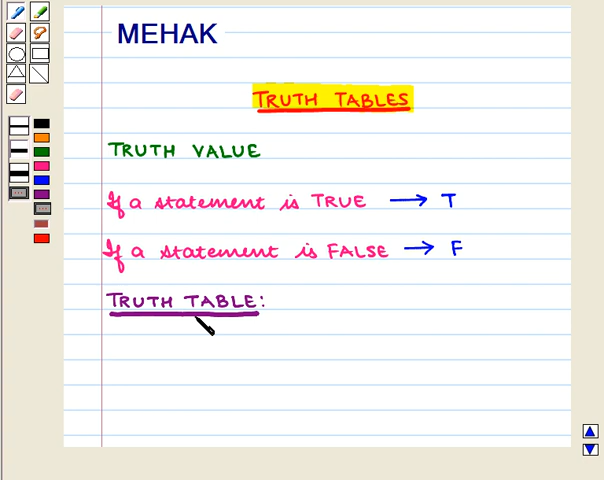 MEHAK
TRUTH TABLES
TRUTH VALUE
If a statement is TRUE → T
If a statement is FALSE → F
TRUTH TABLE: